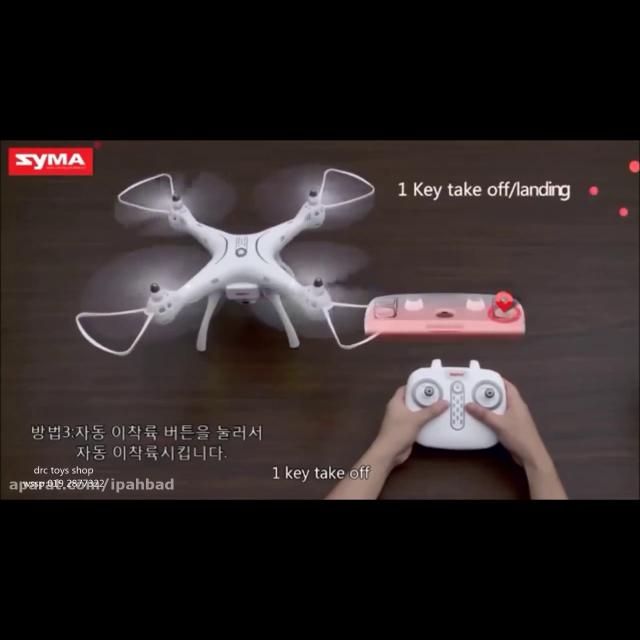 SYMA
1 Key take off/landing
방법3:자동 이착륙 버튼을 눌러서
자동 이착륙시킵니다.
1 key take off
drc toys shop
aparat.com/ipahbad